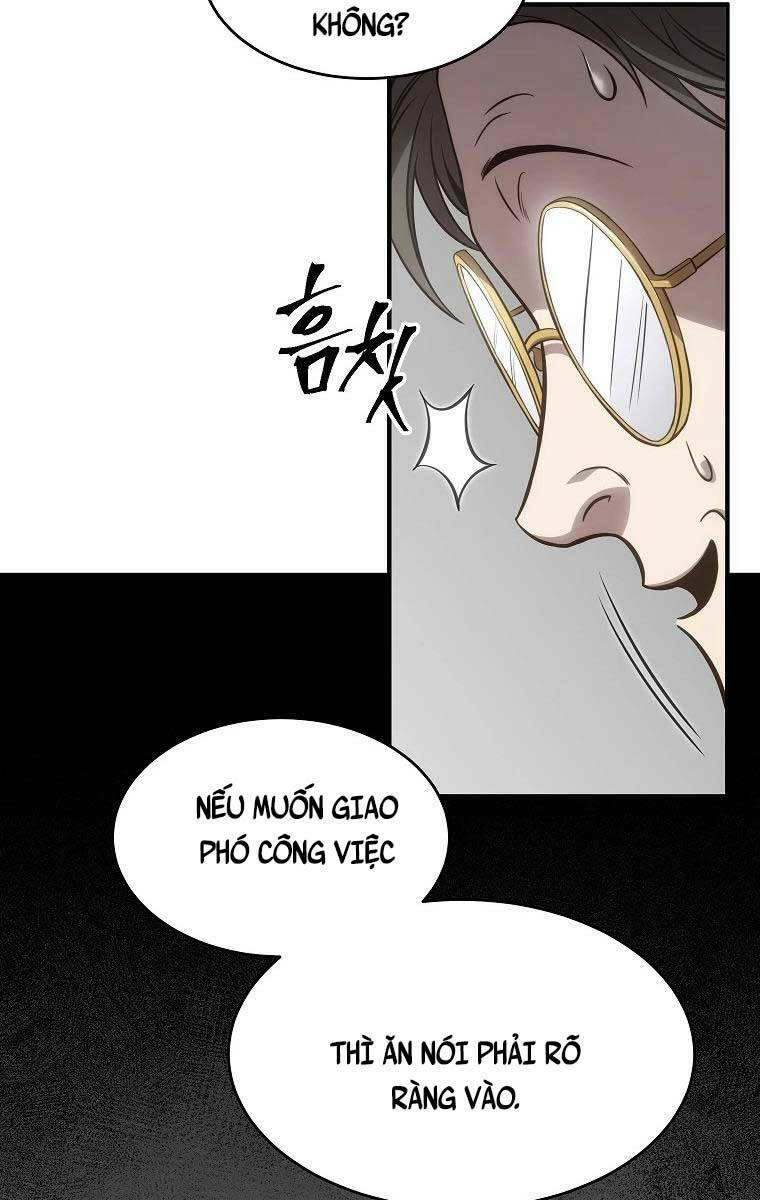 KHÔNG?
흠칫
NẾU MUỐN GIAO
PHÓ CÔNG VIỆC
THÌ ĂN NÓI PHẢI RÕ
RÀNG VÀO.